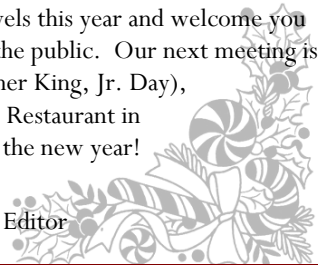 vels this year and welcome you
the public. Our next meeting is
her King, Jr. Day),
Restaurant in
the new year!
Editor